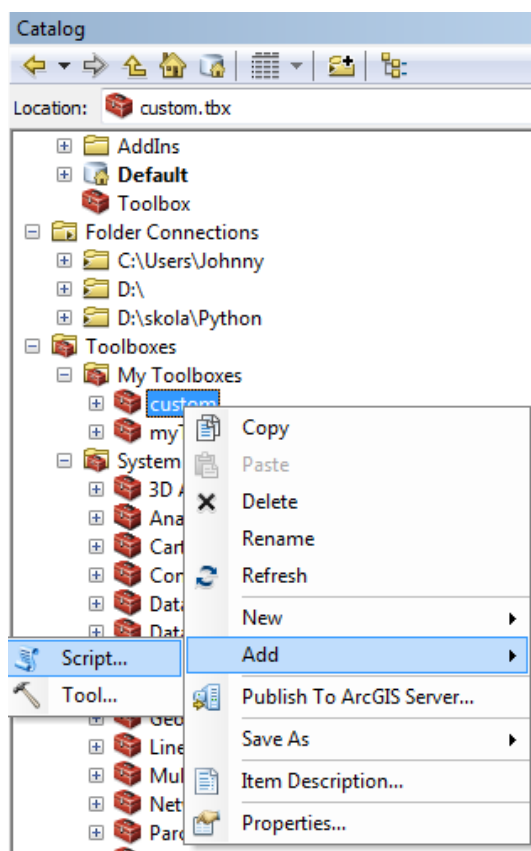 Catalog
Location: custom.tbx
AddIns
Default
Toolbox
Folder Connections
C:\Users\Johnny
D:\
D:\skola\Python
Toolboxes
My Toolboxes
custom
System
3D
Copy
Paste
Delete
Rename
Refresh
New
Add
Publish To ArcGIS Server...
Save As
Item Description...
Properties...
Script...
Tool...